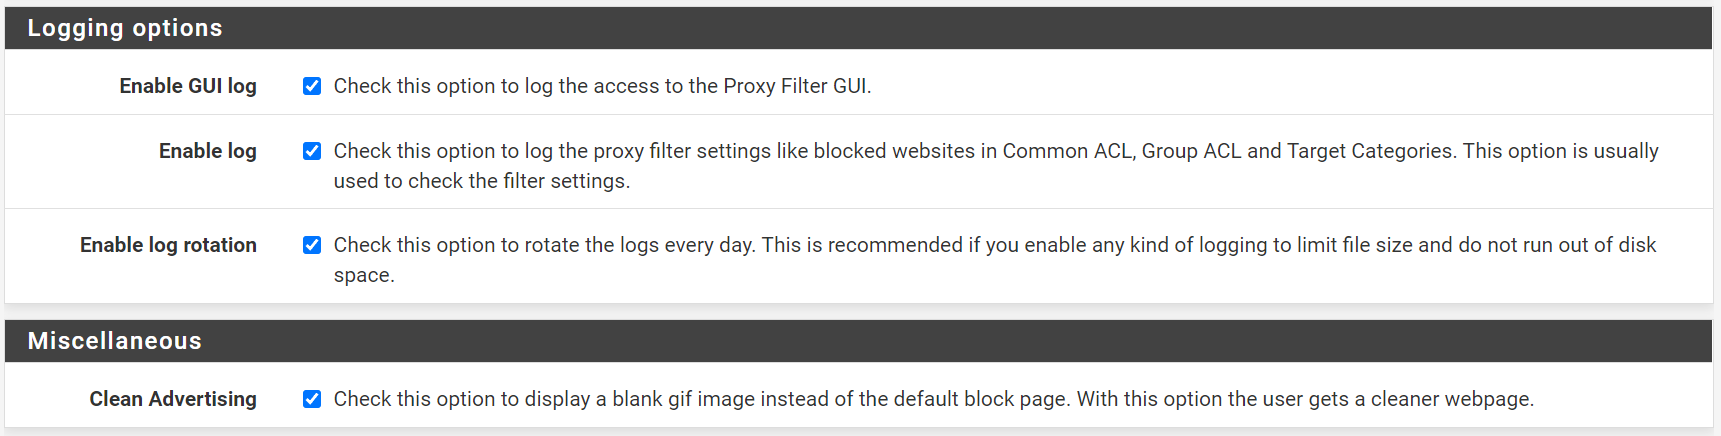 Logging options
Enable GUI log
Check this option to log the access to the Proxy Filter GUI.
Enable log
Check this option to log the proxy filter settings like blocked websites in Common ACL, Group ACL and Target Categories. This option is usually
used to check the filter settings.
Enable log rotation
Check this option to rotate the logs every day. This is recommended if you enable any kind of logging to limit file size and do not run out of disk
space.
Miscellaneous
Clean Advertising
Check this option to display a blank gif image instead of the default block page. With this option the user gets a cleaner webpage.